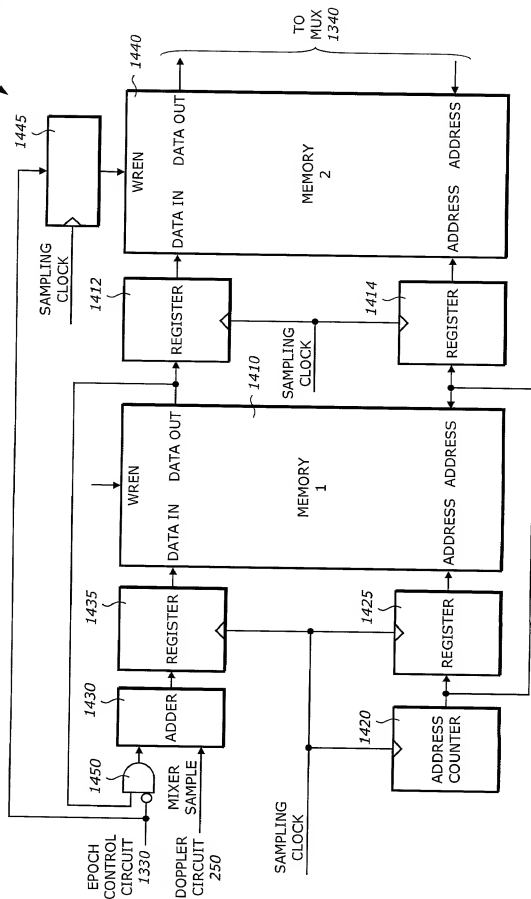 EPOCH
CONTROL
CIRCUIT
1330
DOPPLER
CIRCUIT
250
MIXER
SAMPLE
1450
1430
ADDER
1435
REGISTER
SAMPLING
CLOCK
1420
ADDRESS
COUNTER
1425
REGISTER
WREN
DATA IN
DATA OUT
MEMORY
1
ADDRESS
ADDRESS
1410
1412
REGISTER
SAMPLING
CLOCK
1414
REGISTER
SAMPLING
CLOCK
1445
WREN
DATA IN
DATA OUT
MEMORY
2
ADDRESS
ADDRESS
1440
TO
MUX
1340